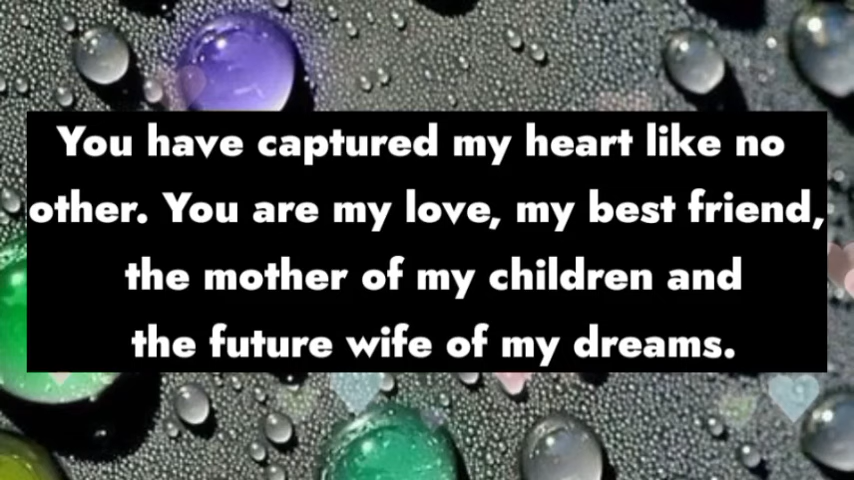 You have captured my heart like no
other. You are my love, my best friend,
the mother of my children and
the future wife of my dreams.